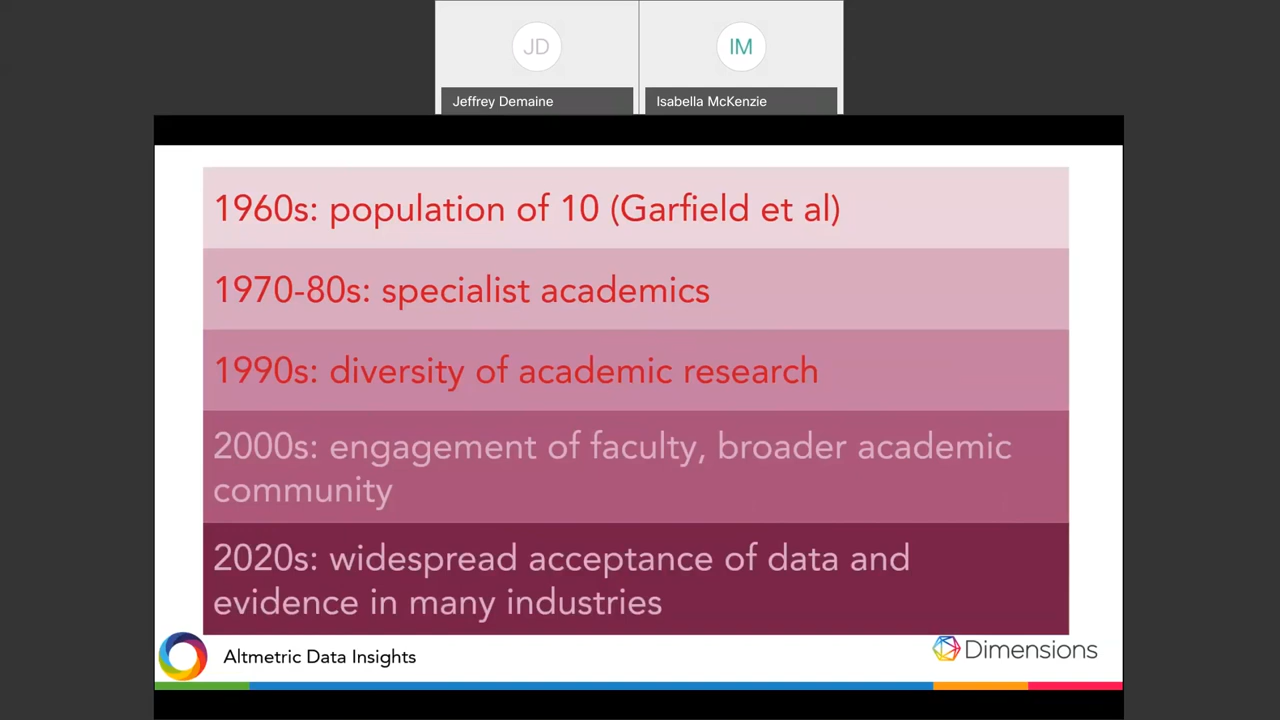 JD
IM
Jeffrey Demaine
Isabella McKenzie
1960s: population of 10 (Garfield et al)
1970-80s: specialist academics
1990s: diversity of academic research
2000s: engagement of faculty, broader academic
community
2020s: widespread acceptance of data and
evidence in many industries
Altmetric Data Insights
Dimensions